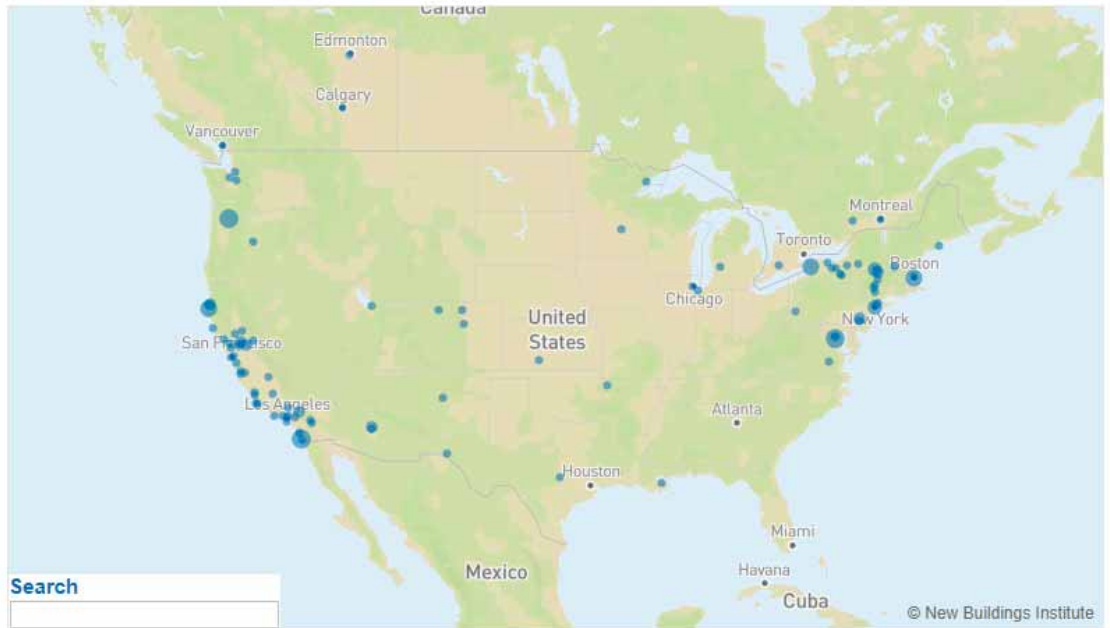 Canada
Edmonton
Calgary
Vancouver
Montreal
Toronto
Boston
Chicago
New York
United
States
San Francisco
Los Angeles
Atlanta
Houston
Miami
Havana
Mexico
Cuba
Search
© New Buildings Institute